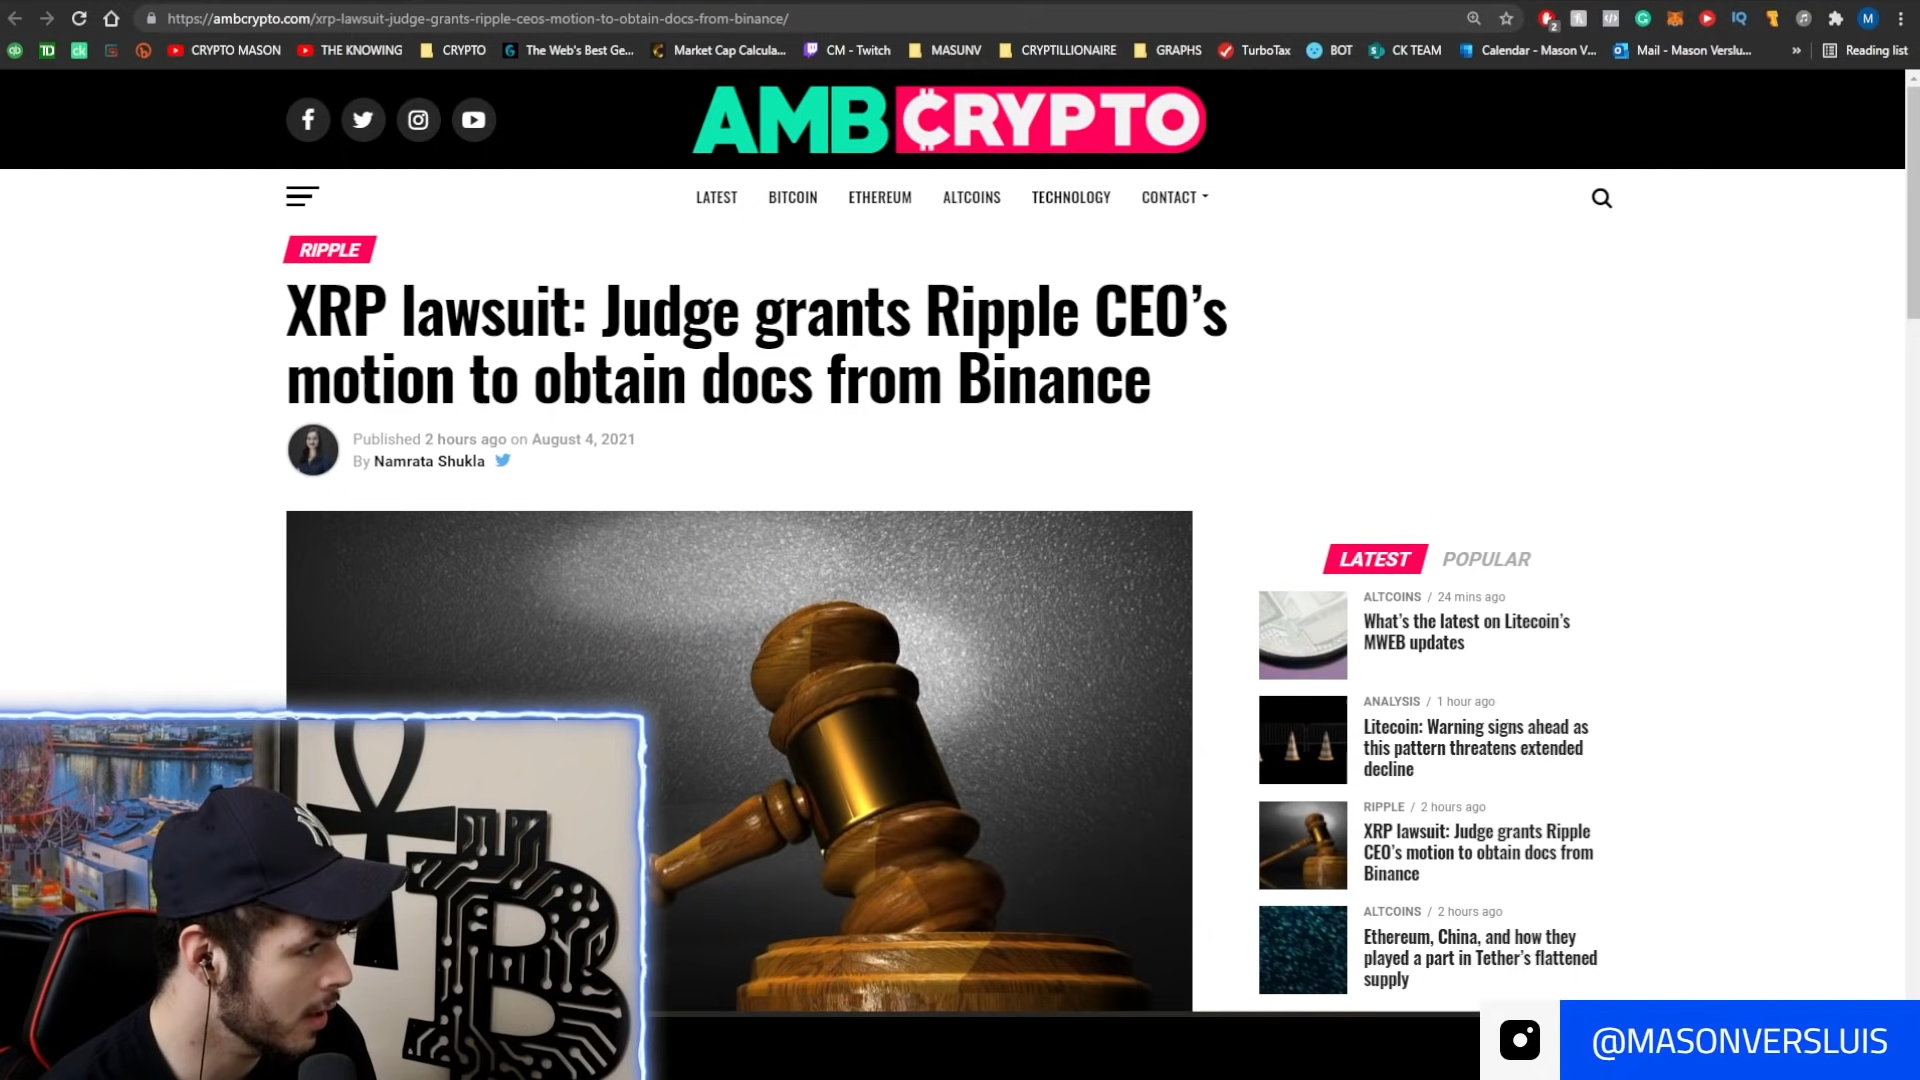 https://ambcrypto.com/xrp-lawsuit-judge-grants-ripple-ceos-motion-to-obtain-docs-from-binance/
2
IQ
M
TD
ck
CRYPTO MASON
THE KNOWING
CRYPTO
The Web's Best Ge...
Market Cap Calcula...
CM - Twitch
MASUNV
CRYPTILLIONAIRE
GRAPHS
TurboTax
BOT
CK TEAM
Calendar - Mason V...
Mail - Mason Verslu...
»
Reading list
AMBCRYPTO
LATEST
BITCOIN
ETHEREUM
ALTCOINS
TECHNOLOGY
CONTACT
RIPPLE
XRP lawsuit: Judge grants Ripple CEO’s
motion to obtain docs from Binance
Published 2 hours ago on August 4, 2021
By Namrata Shukla
LATEST
POPULAR
ALTCOINS / 24 mins ago
What’s the latest on Litecoin’s
MWEB updates
ANALYSIS / 1 hour ago
Litecoin: Warning signs ahead as
this pattern threatens extended
decline
RIPPLE / 2 hours ago
XRP lawsuit: Judge grants Ripple
CEO’s motion to obtain docs from
Binance
ALTCOINS / 2 hours ago
Ethereum, China, and how they
played a part in Tether’s flattened
supply
@MASONVERSLUIS